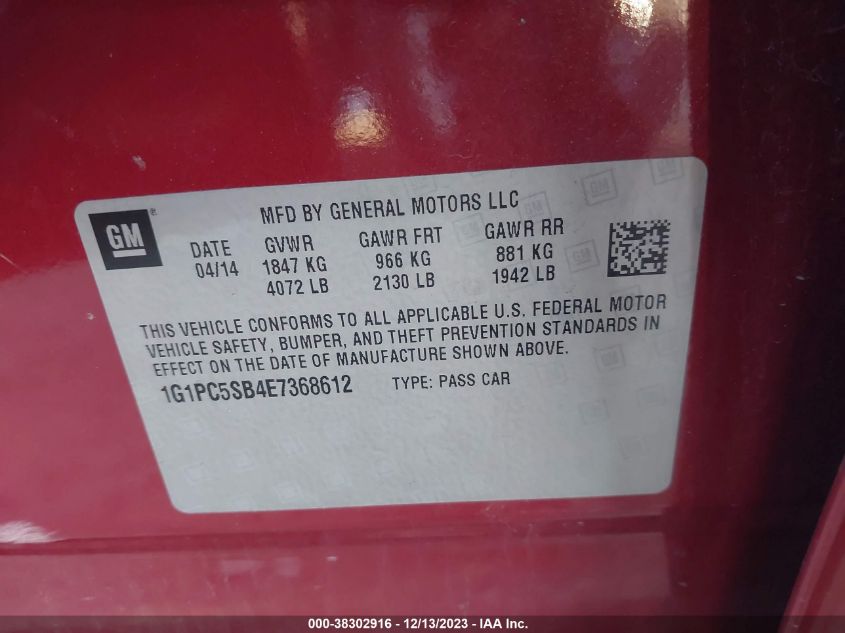 GM ®
MFD BY GENERAL MOTORS LLC
DATE GVWR GAWR FRT GAWR RR
04/14 1847 KG 966 KG 881 KG
4072 LB 2130 LB 1942 LB
THIS VEHICLE CONFORMS TO ALL APPLICABLE U.S. FEDERAL MOTOR
VEHICLE SAFETY, BUMPER, AND THEFT PREVENTION STANDARDS IN
EFFECT ON THE DATE OF MANUFACTURE SHOWN ABOVE.
1G1PC5SB4E7368612 TYPE: PASS CAR
000-38302916 - 12/13/2023 - IAA Inc.